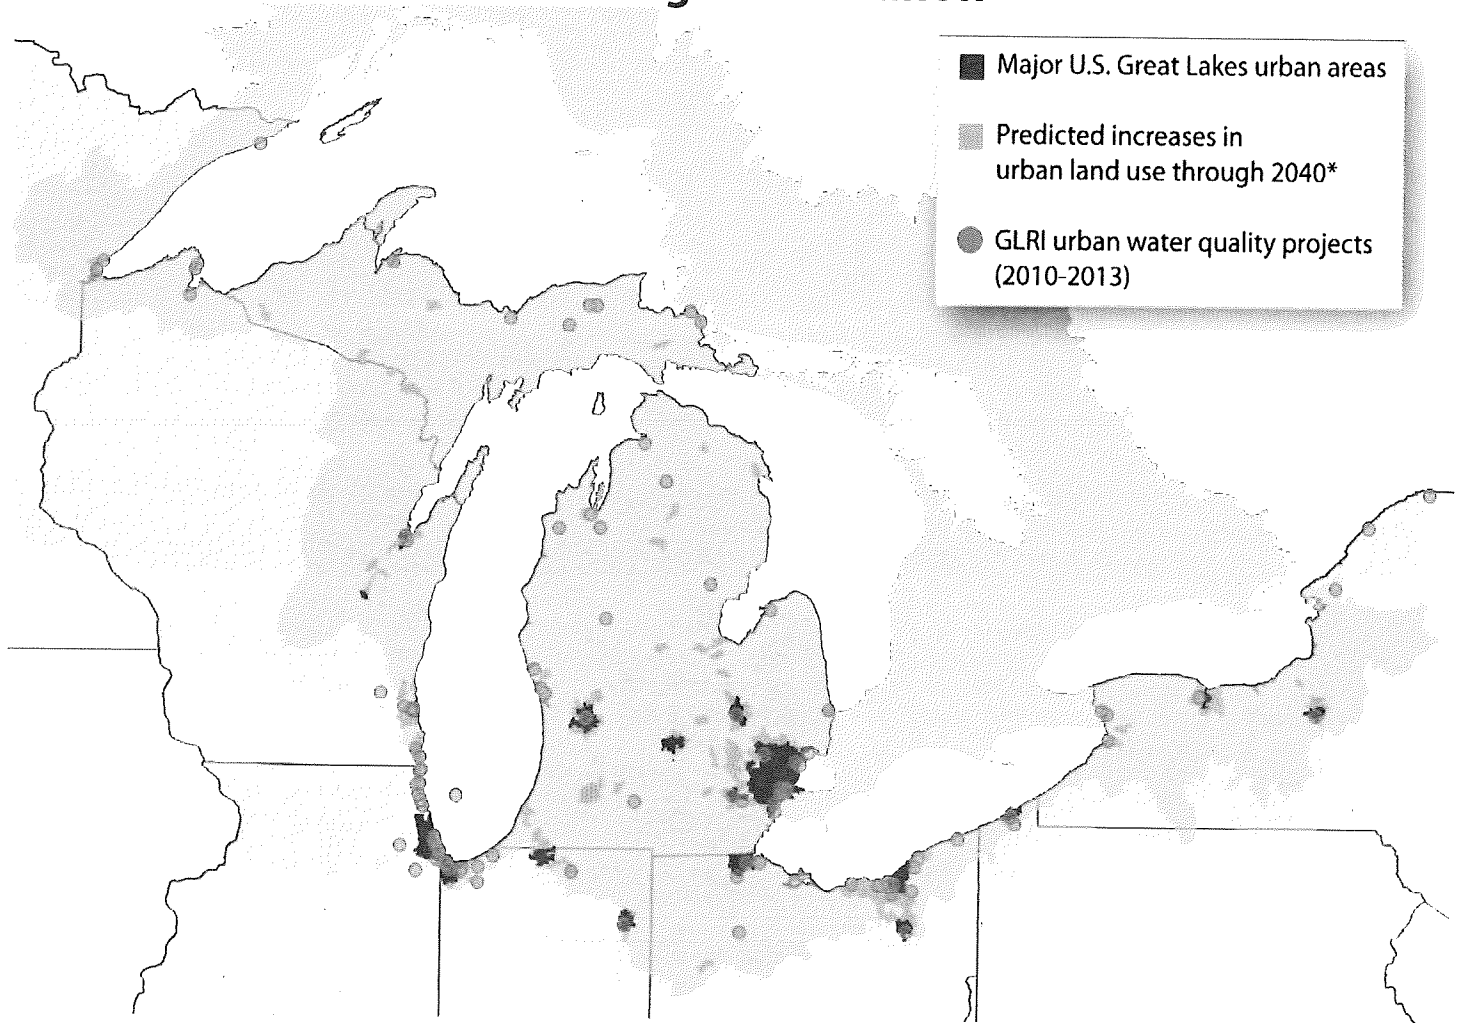 Major U.S. Great Lakes urban areas
Predicted increases in
urban land use through 2040*
GLRI urban water quality projects
(2010-2013)